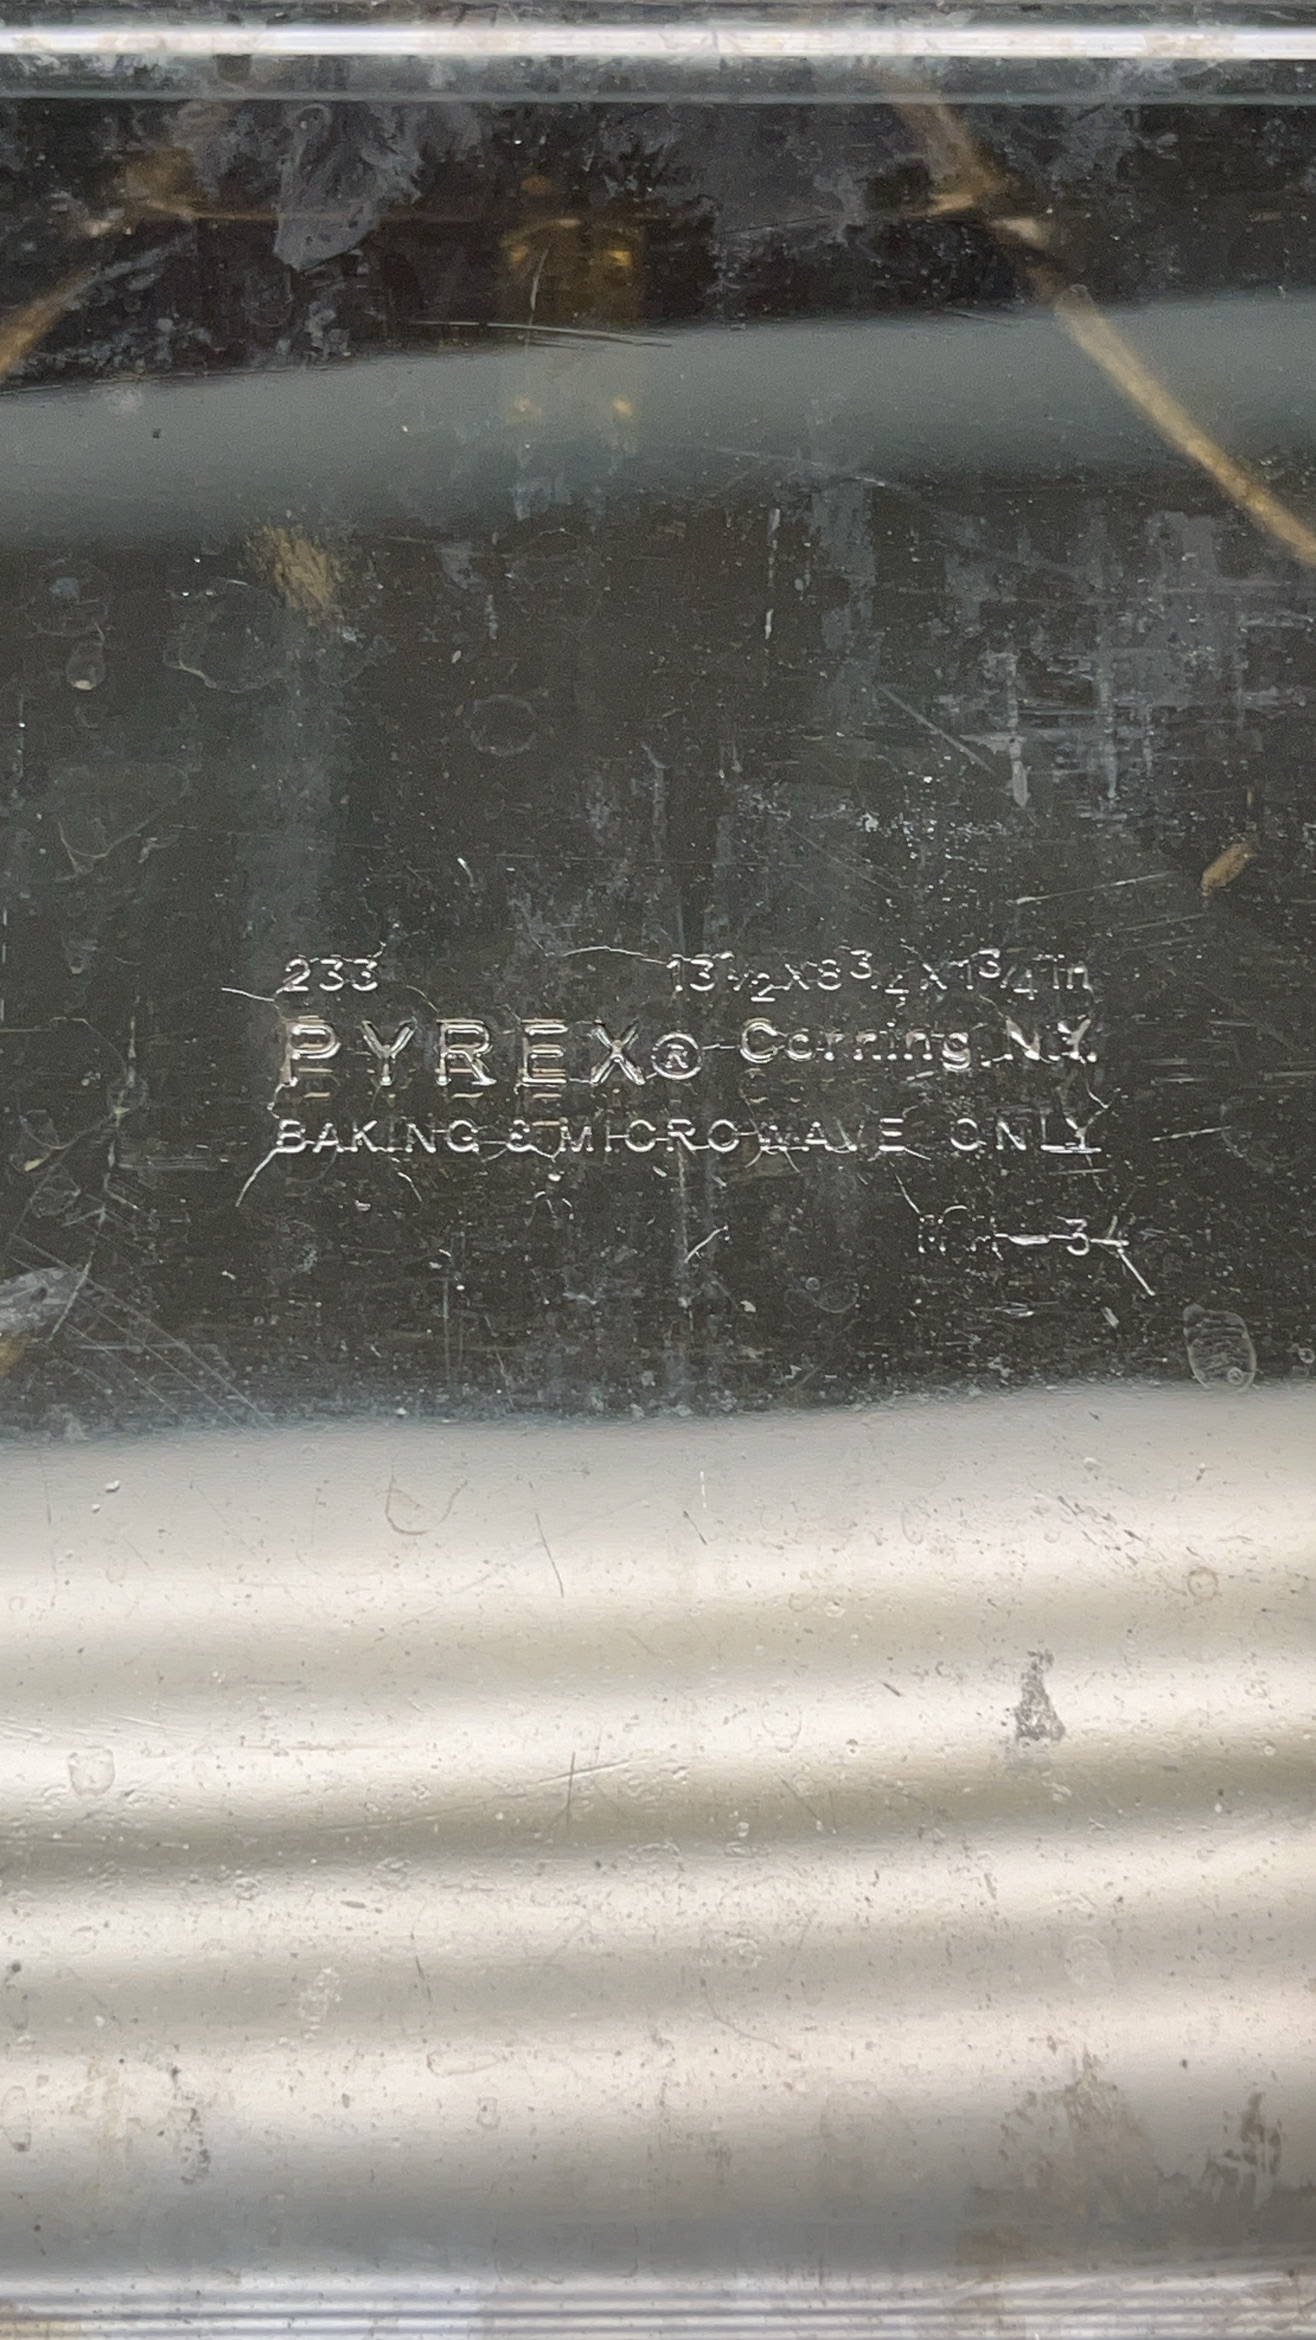 233 13½x8¾x1¾in
PYREX® Corning, N.Y.
BAKING & MICROWAVE ONLY